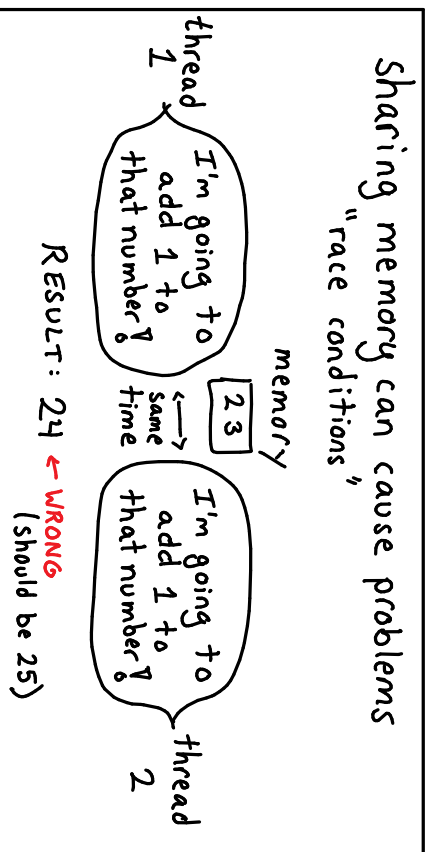 sharing memory can cause problems
"race conditions"
memory
23
thread
1
I'm going to
add 1 to
that number!
same
time
I'm going to
add 1 to
that number!
thread
2
RESULT: 24 ← WRONG
(should be 25)